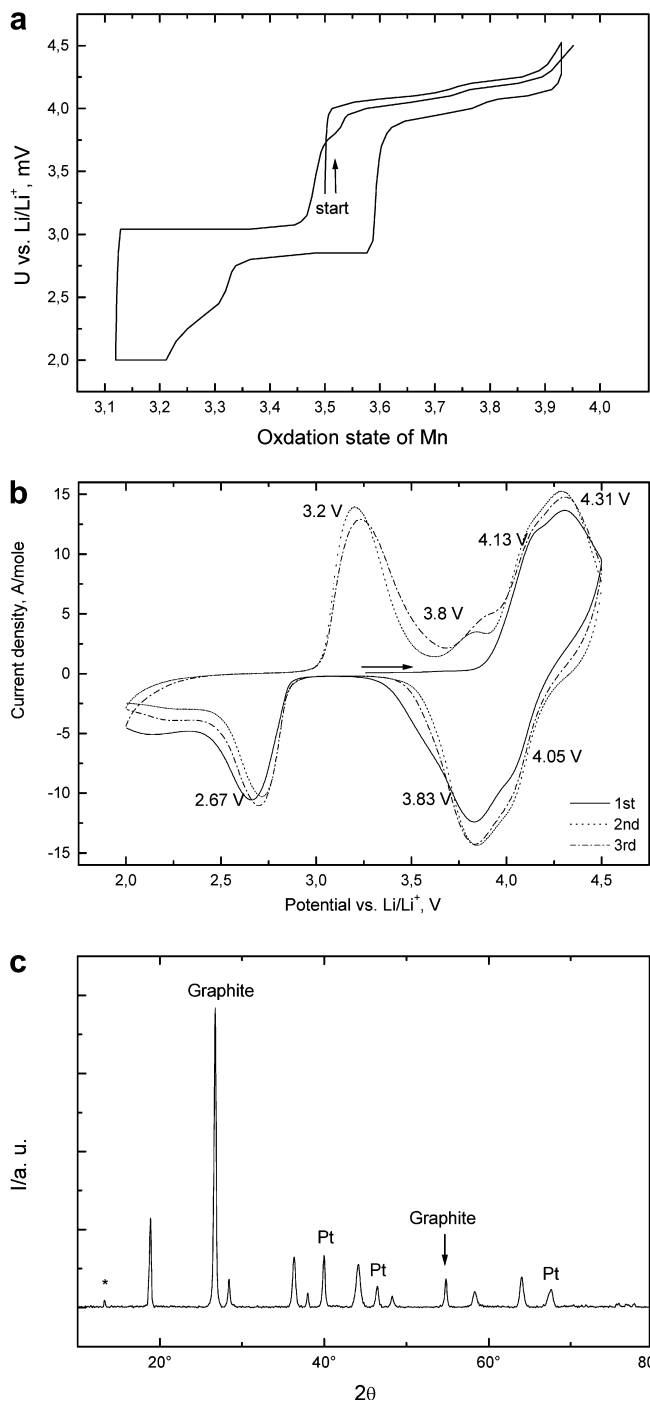 a
4,5
4,0
3,5
3,0
2,5
2,0
U vs. Li/Li+, mV
start
3,1 3,2 3,3 3,4 3,5 3,6 3,7 3,8 3,9 4,0
Oxdation state of Mn
b
15
10
5
0
-5
-10
-15
Current density, A/mole
3.2 V
4.31 V
4.13 V
3.8 V
2.67 V
3.83 V
4.05 V
1st
2nd
3rd
2,0 2,5 3,0 3,5 4,0 4,5
Potential vs. Li/Li+, V
c
I/a. u.
Graphite
*
Pt
Pt
Graphite
Pt
20° 40° 60° 80
2θ